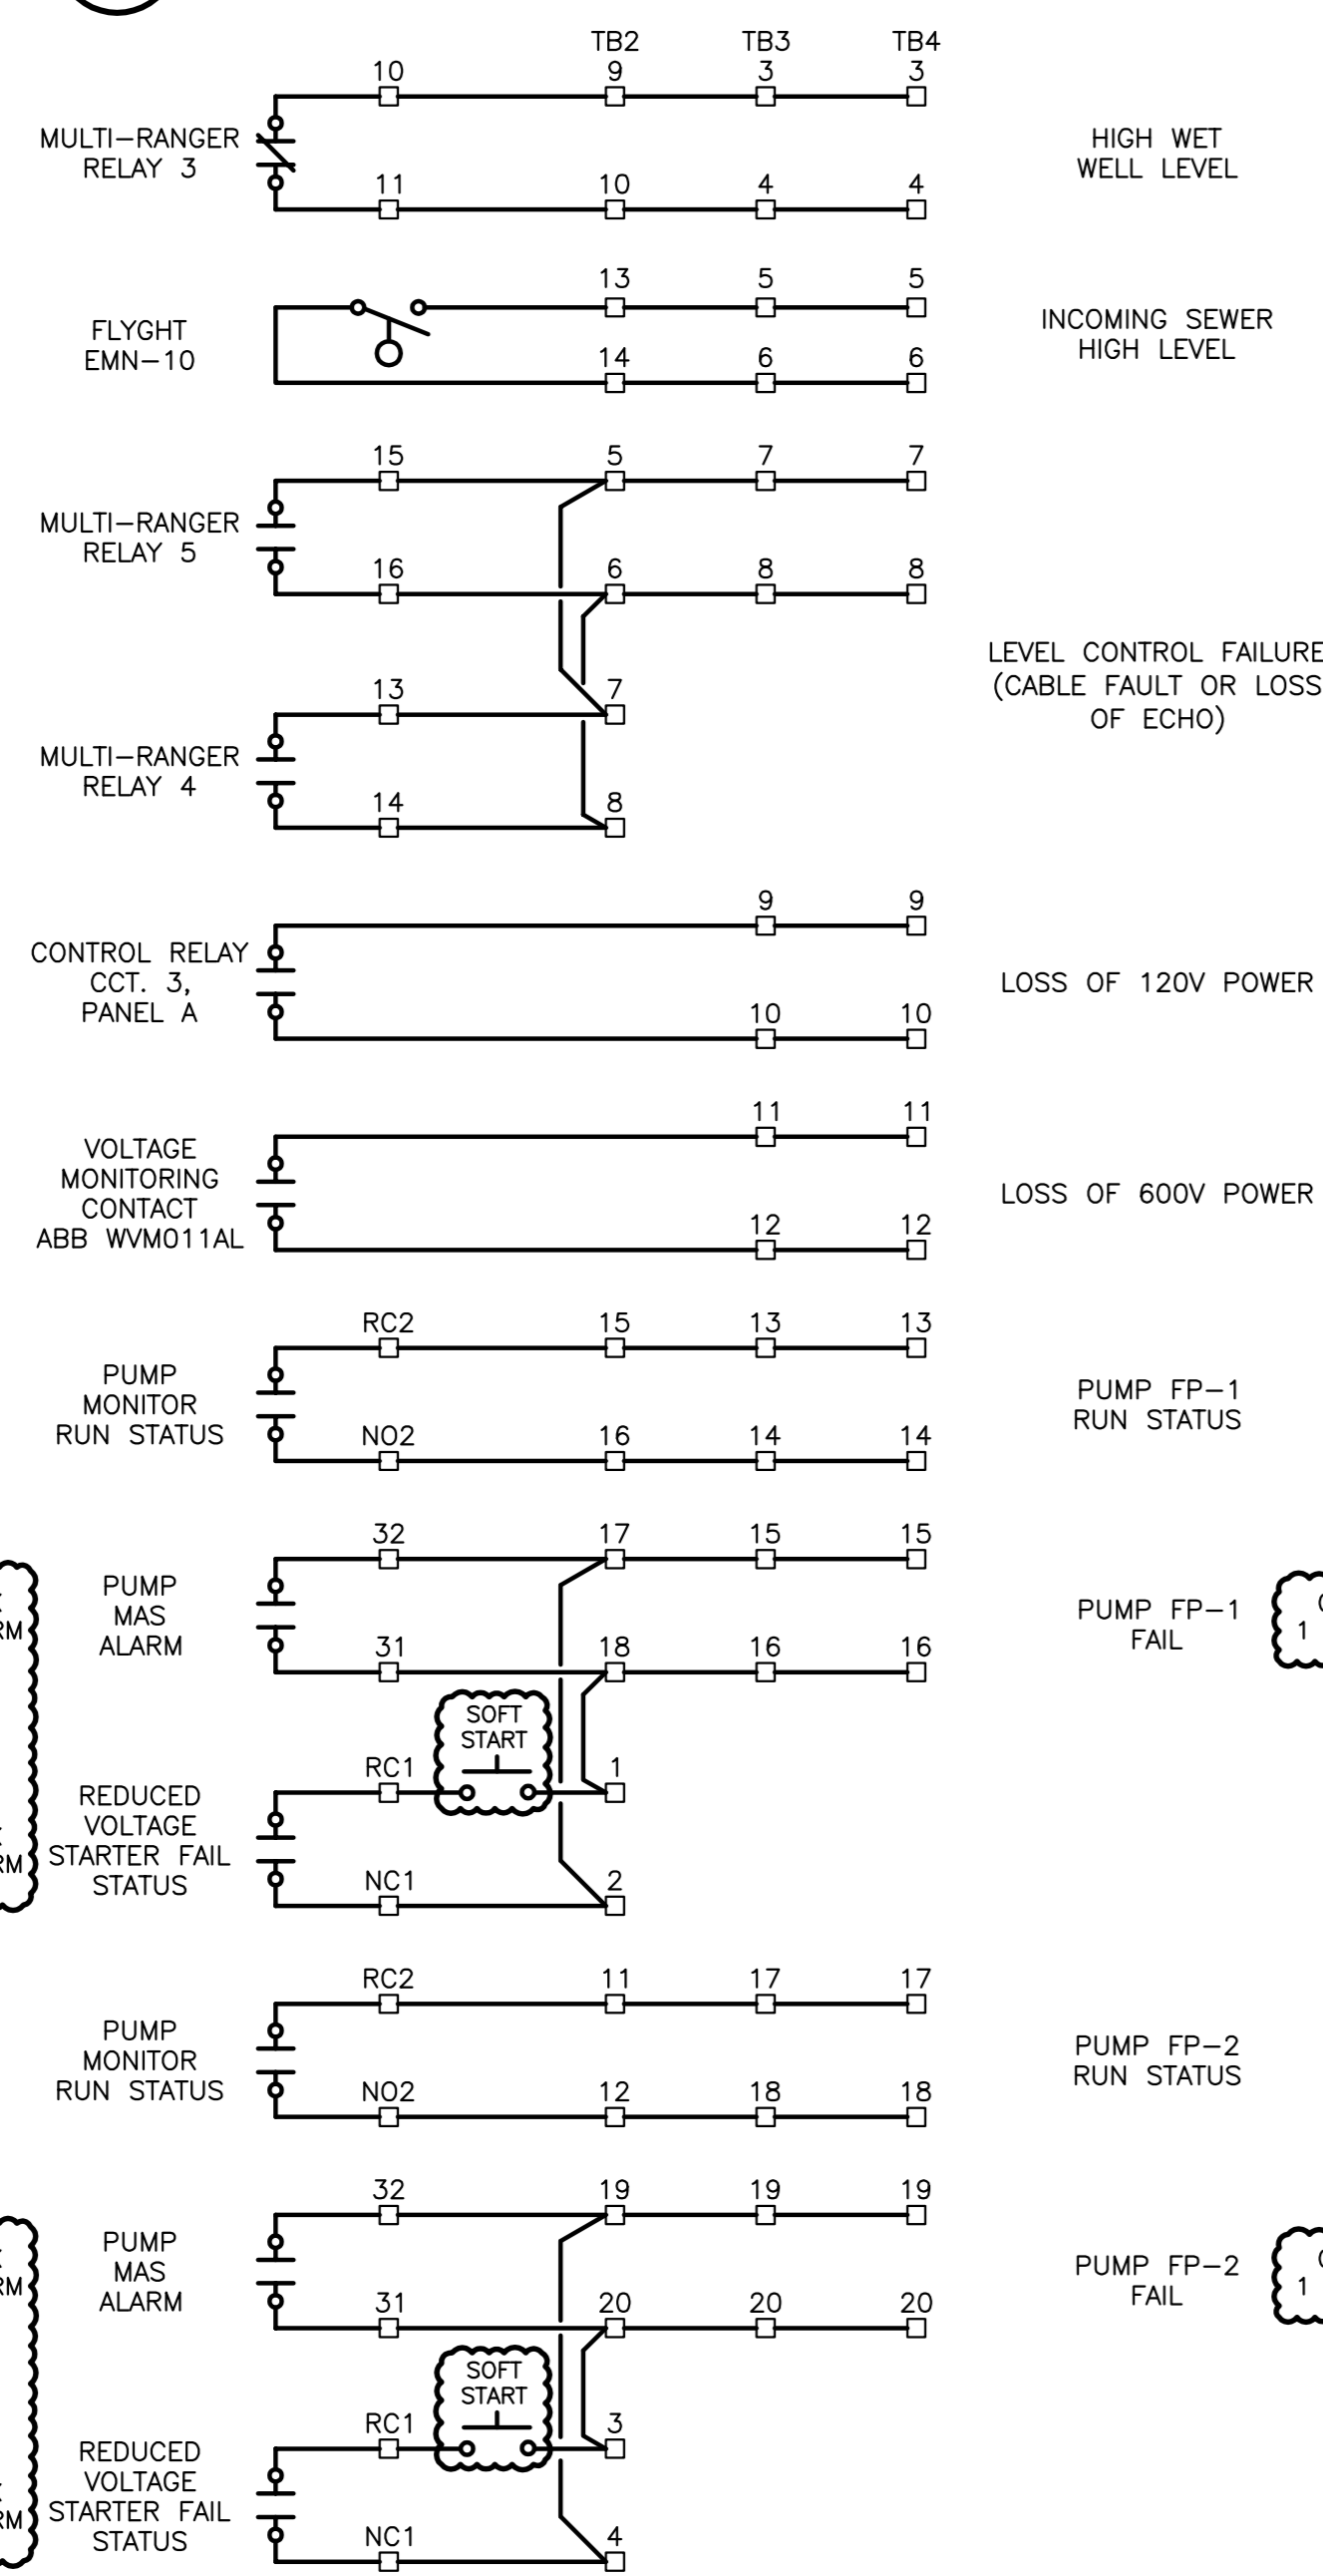 TB2 TB3 TB4
10 9 3 3
MULTI-RANGER
RELAY 3
HIGH WET
WELL LEVEL
11 10 4 4
13 5 5
FLYGHT
EMN-10
INCOMING SEWER
HIGH LEVEL
14 6 6
15 5 7 7
MULTI-RANGER
RELAY 5
16 6 8 8
LEVEL CONTROL FAILURE
(CABLE FAULT OR LOSS
OF ECHO)
13 7
MULTI-RANGER
RELAY 4
14 8
9 9
CONTROL RELAY
CCT. 3,
PANEL A
LOSS OF 120V POWER
10 10
11 11
VOLTAGE
MONITORING
CONTACT
ABB WVM011AL
LOSS OF 600V POWER
12 12
RC2 15 13 13
PUMP
MONITOR
RUN STATUS
PUMP FP-1
RUN STATUS
NO2 16 14 14
32 17 15 15
PUMP
MAS
ALARM
PUMP FP-1
FAIL
1
31 18 16 16
SOFT
START
RC1 1
REDUCED
VOLTAGE
STARTER FAIL
STATUS
NC1 2
RC2 11 17 17
PUMP
MONITOR
RUN STATUS
PUMP FP-2
RUN STATUS
NO2 12 18 18
32 19 19 19
PUMP
MAS
ALARM
PUMP FP-2
FAIL
1
31 20 20 20
SOFT
START
RC1 3
REDUCED
VOLTAGE
STARTER FAIL
STATUS
NC1 4